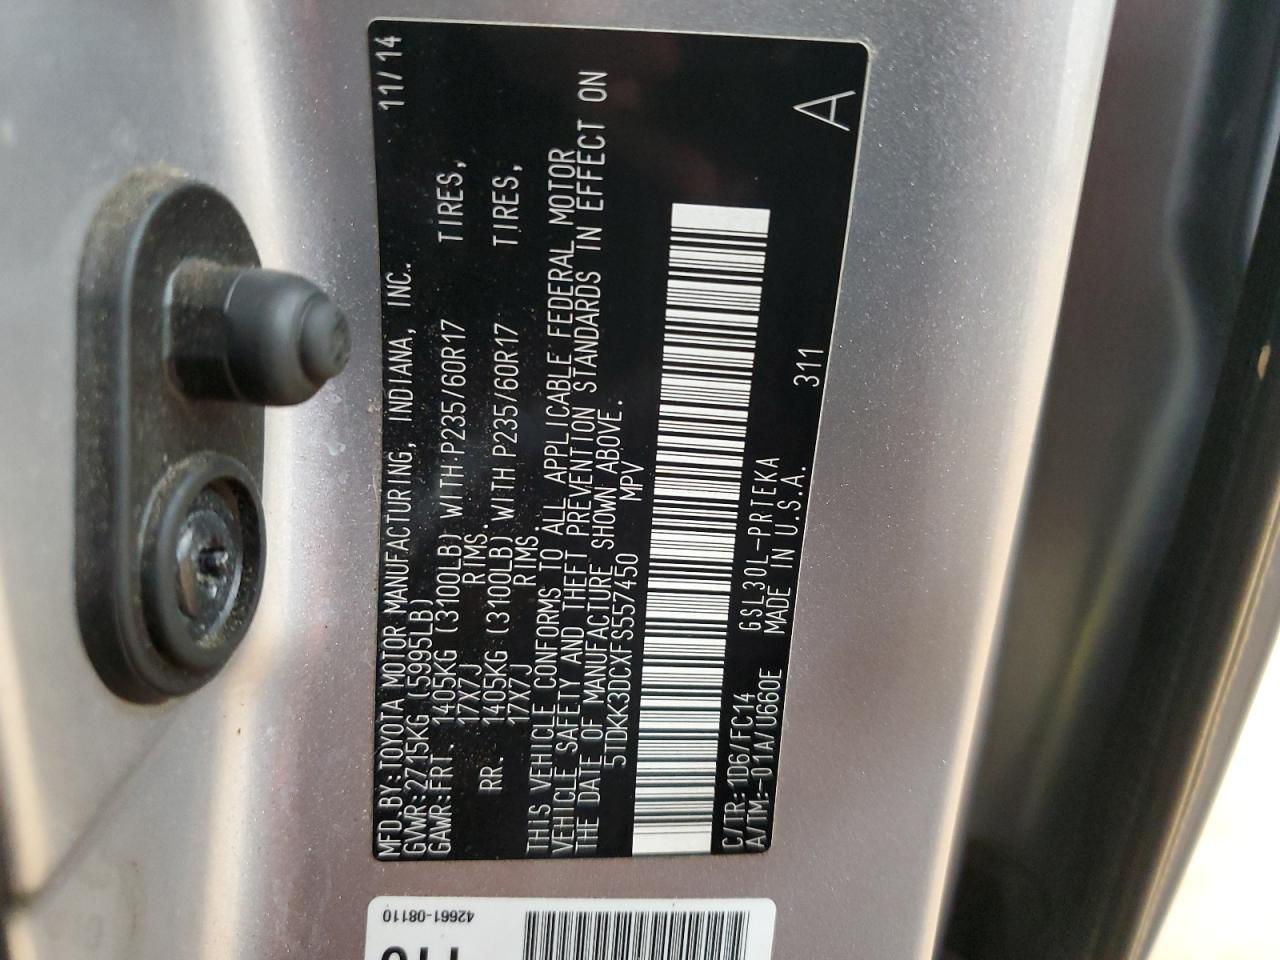 MFD.BY:TOYOTA MOTOR MANUFACTURING, INDIANA, INC. 11/14
GVWR:2715KG (5995LB)
GAWR:FRT. 1405KG (3100LB) WITH P235/60R17 TIRES,
17X7J RIMS.
RR. 1405KG (3100LB) WITH P235/60R17 TIRES,
17X7J RIMS.
THIS VEHICLE CONFORMS TO ALL APPLICABLE FEDERAL MOTOR
VEHICLE SAFETY AND THEFT PREVENTION STANDARDS IN EFFECT ON
THE DATE OF MANUFACTURE SHOWN ABOVE.
5TDKK3DCXFS557450 MPV
C/TR:1D6/FC14 GSL30L-PRTEKA
A/TM:-01A/U660E MADE IN U.S.A. 311
A
42661-08110